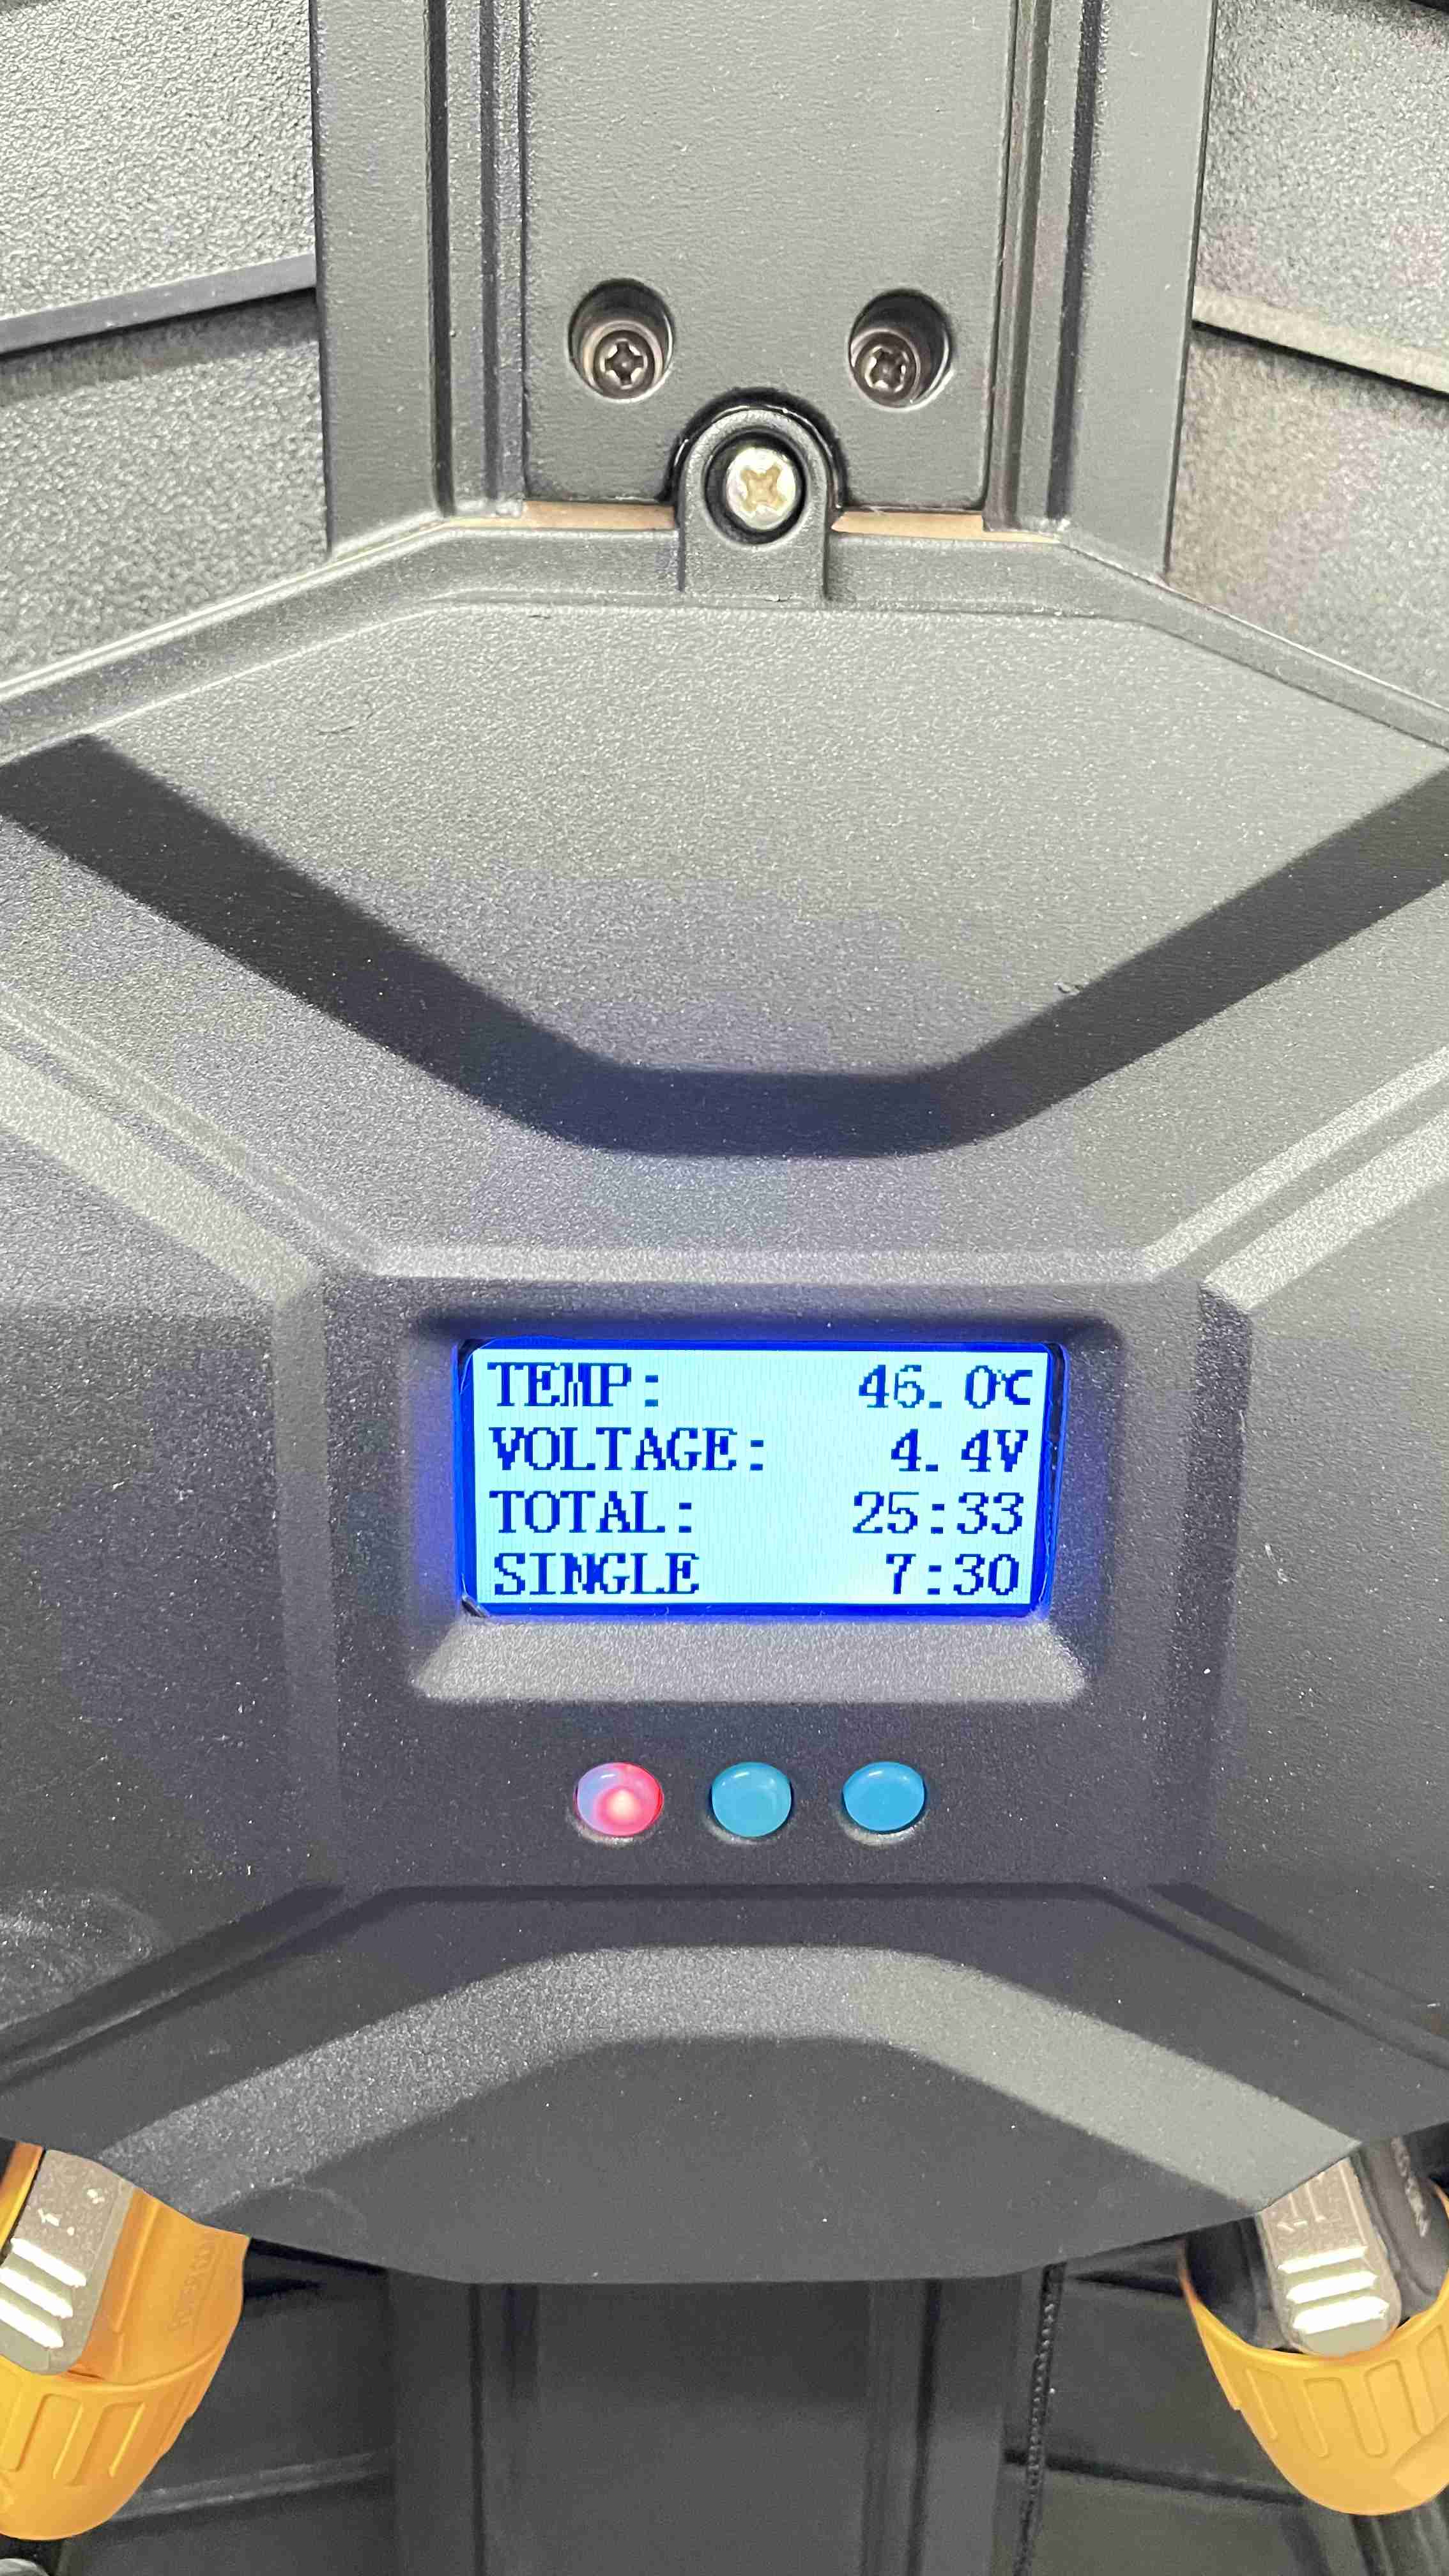 TEMP: 46.0℃
VOLTAGE: 4.4V
TOTAL: 25:33
SINGLE 7:30